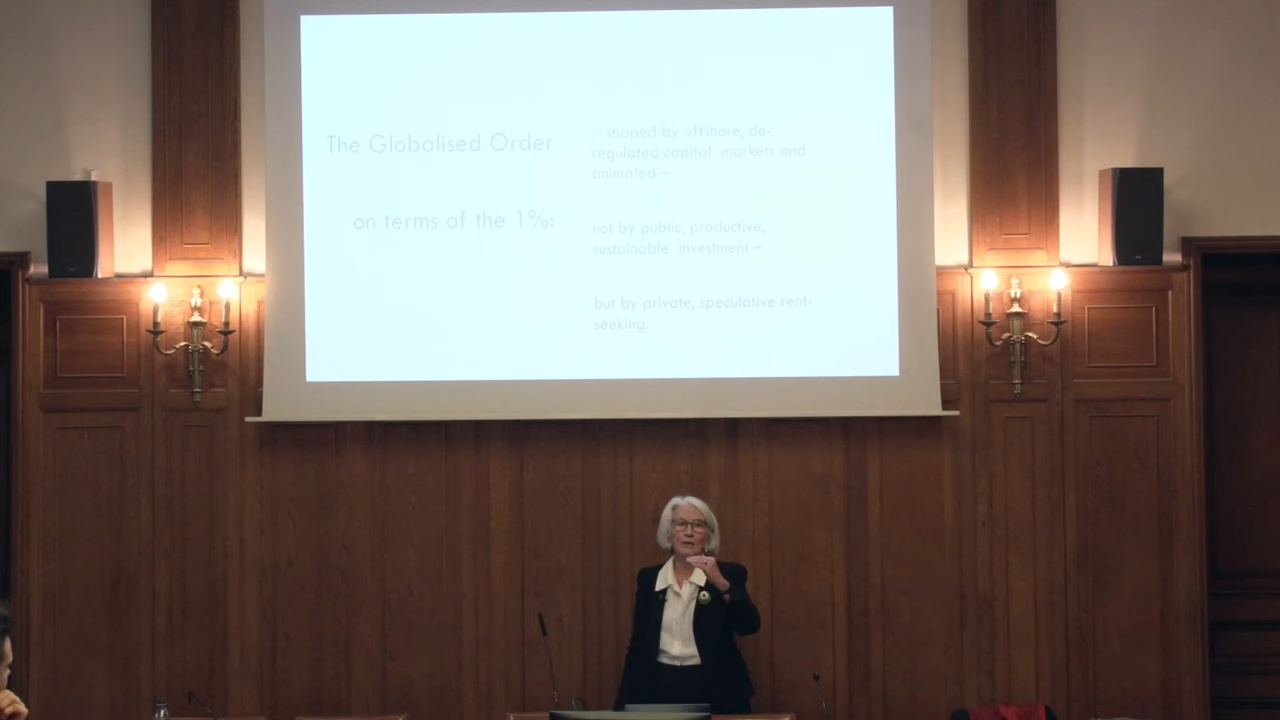 The Globalised Order
on terms of the 1%:
- shaped by offshore, de-
regulated capital markets and
animated –
not by public, productive,
sustainable investment –
but by private, speculative rent-
seeking.